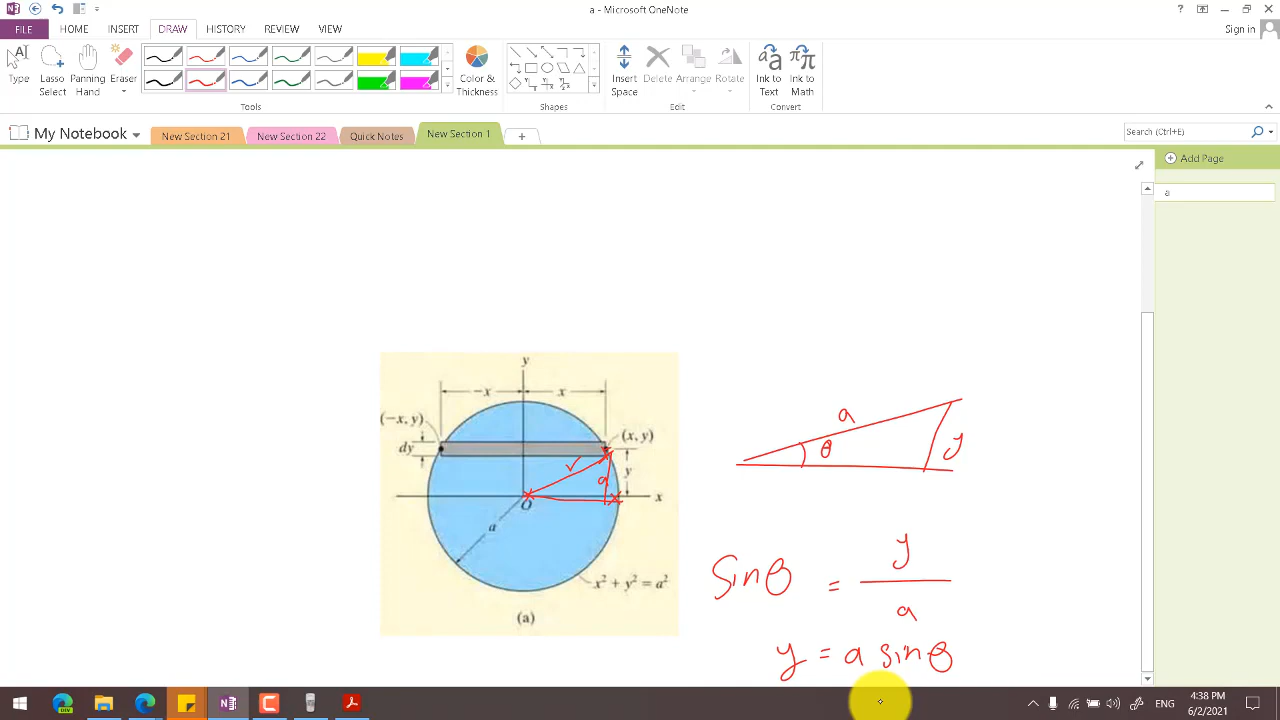 a - Microsoft OneNote
?
Sign in
FILE HOME INSERT DRAW HISTORY REVIEW VIEW
Type
Lasso Select
Panning Hand
Eraser
Color & Thickness
Insert Space
Delete
Arrange
Rotate
Ink to Text
Ink to Math
Tools
Shapes
Edit
Convert
My Notebook
New Section 21
New Section 22
Quick Notes
New Section 1
Search (Ctrl+E)
Add Page
a
y
-x
x
(-x, y)
(x, y)
dy
y
a
x
O
a
x² + y² = a²
(a)
a
θ
y
Sinθ = y/a
y = a sinθ
ENG
4:38 PM
6/2/2021